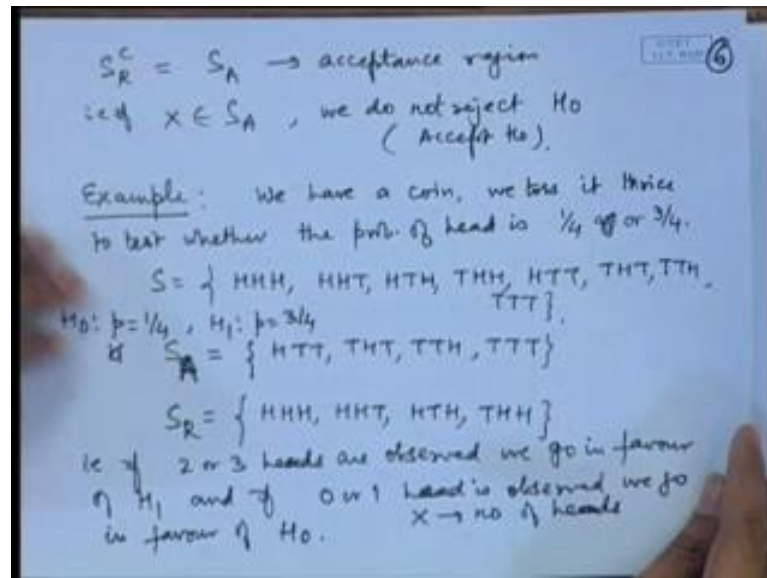 S_R^c = S_A → acceptance region
⑥
i.e. if X ∈ S_A, we do not reject H0
(Accept H0).
Example: We have a coin, we toss it thrice
to test whether the prob. of head is 1/4 or 3/4.
S = { HHH, HHT, HTH, THH, HTT, THT, TTH,
TTT}.
H0: p=1/4, H1: p=3/4
S_A = { HTT, THT, TTH, TTT}
S_R = { HHH, HHT, HTH, THH}
ie if 2 or 3 heads are observed we go in favour
of H1 and if 0 or 1 head is observed we go
in favour of H0. X → no of heads